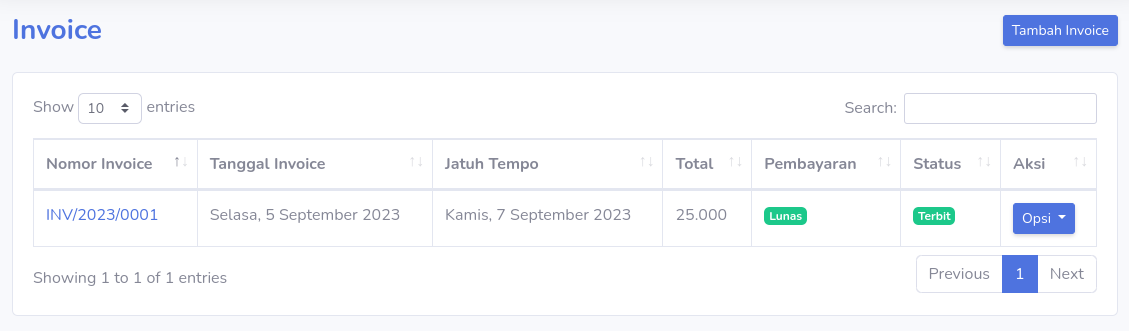 Invoice
Tambah Invoice
Show 10 entries
Search:
Nomor Invoice Tanggal Invoice Jatuh Tempo Total Pembayaran Status Aksi
INV/2023/0001 Selasa, 5 September 2023 Kamis, 7 September 2023 25.000 Lunas Terbit Opsi
Showing 1 to 1 of 1 entries
Previous 1 Next